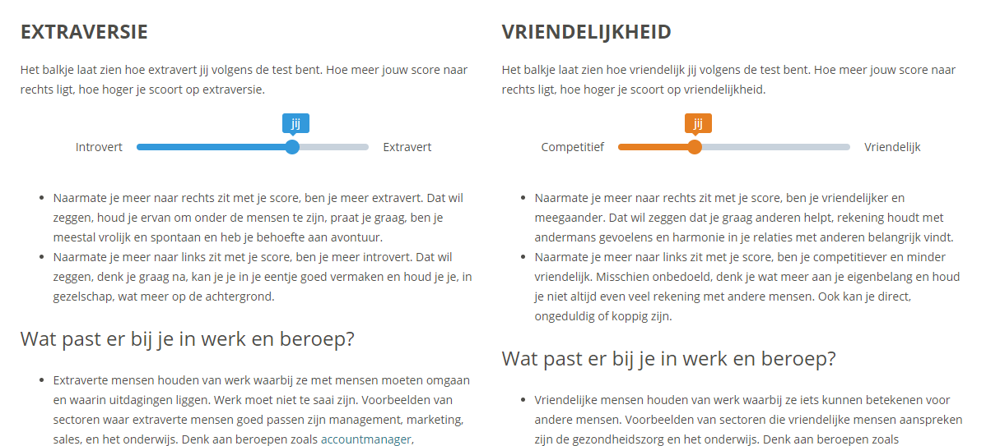 EXTRAVERSIE
Het balkje laat zien hoe extravert jij volgens de test bent. Hoe meer jouw score naar
rechts ligt, hoe hoger je scoort op extraversie.
jij
Introvert
Extravert
• Naarmate je meer naar rechts zit met je score, ben je meer extravert. Dat wil
zeggen, houd je ervan om onder de mensen te zijn, praat je graag, ben je
meestal vrolijk en spontaan en heb je behoefte aan avontuur.
• Naarmate je meer naar links zit met je score, ben je meer introvert. Dat wil
zeggen, denk je graag na, kan je je in je eentje goed vermaken en houd je je, in
gezelschap, wat meer op de achtergrond.
Wat past er bij je in werk en beroep?
• Extraverte mensen houden van werk waarbij ze met mensen moeten omgaan
en waarin uitdagingen liggen. Werk moet niet te saai zijn. Voorbeelden van
sectoren waar extraverte mensen goed passen zijn management, marketing,
sales, en het onderwijs. Denk aan beroepen zoals accountmanager,
VRIENDELIJKHEID
Het balkje laat zien hoe vriendelijk jij volgens de test bent. Hoe meer jouw score naar
rechts ligt, hoe hoger je scoort op vriendelijkheid.
jij
Competitief
Vriendelijk
• Naarmate je meer naar rechts zit met je score, ben je vriendelijker en
meegaander. Dat wil zeggen dat je graag anderen helpt, rekening houdt met
andermans gevoelens en harmonie in je relaties met anderen belangrijk vindt.
• Naarmate je meer naar links zit met je score, ben je competitiever en minder
vriendelijk. Misschien onbedoeld, denk je wat meer aan je eigenbelang en houd
je niet altijd even veel rekening met andere mensen. Ook kan je direct,
ongeduldig of koppig zijn.
Wat past er bij je in werk en beroep?
• Vriendelijke mensen houden van werk waarbij ze iets kunnen betekenen voor
andere mensen. Voorbeelden van sectoren die vriendelijke mensen aanspreken
zijn de gezondheidszorg en het onderwijs. Denk aan beroepen zoals